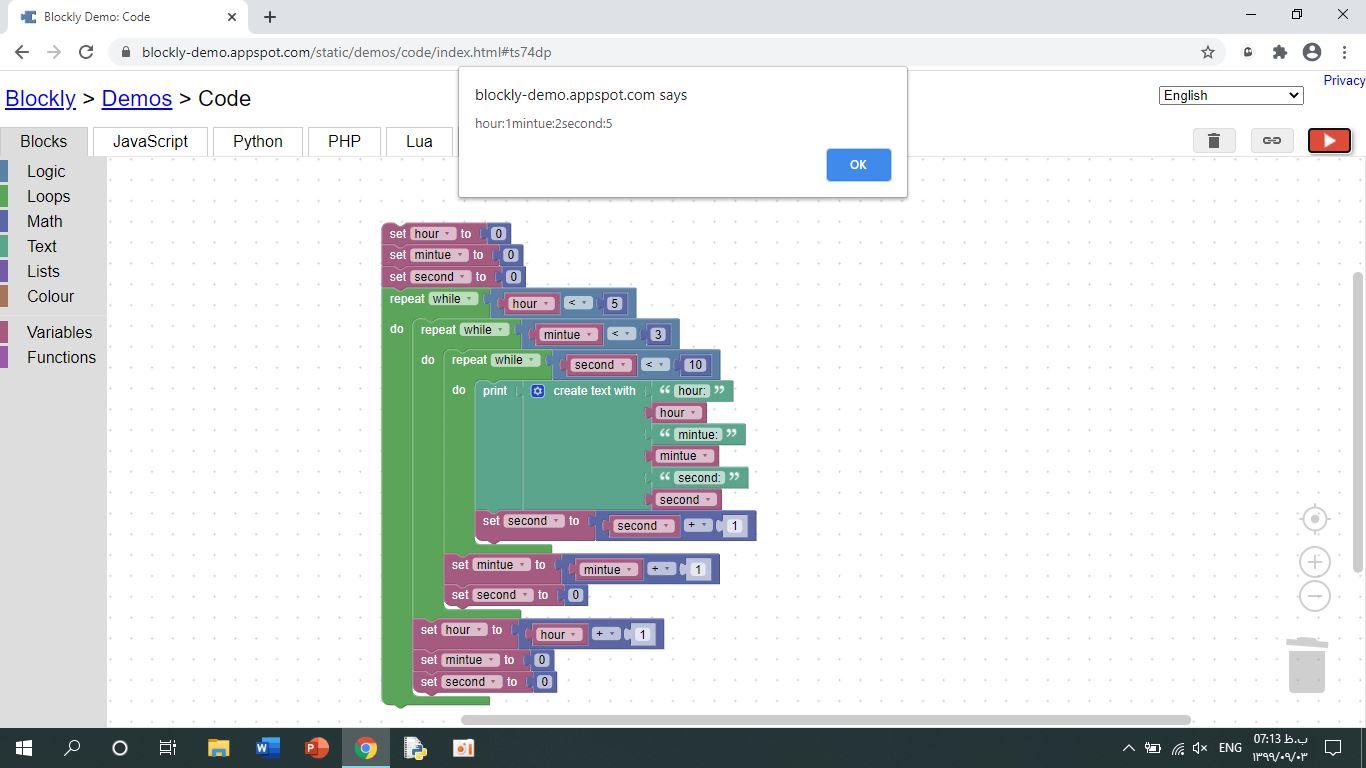 Blockly Demo: Code
blockly-demo.appspot.com/static/demos/code/index.html#ts74dp
Privacy
Blockly > Demos > Code
English
blockly-demo.appspot.com says
hour:1mintue:2second:5
OK
Blocks
JavaScript
Python
PHP
Lua
Logic
Loops
Math
Text
Lists
Colour
Variables
Functions
set hour to 0
set mintue to 0
set second to 0
repeat while hour < 5
do repeat while mintue < 3
do repeat while second < 10
do print create text with “ hour: ”
hour
“ mintue: ”
mintue
“ second: ”
second
set second to second + 1
set mintue to mintue + 1
set second to 0
set hour to hour + 1
set mintue to 0
set second to 0
ENG
07:13 ب.ظ
۱۳۹۹/۰۹/۰۳